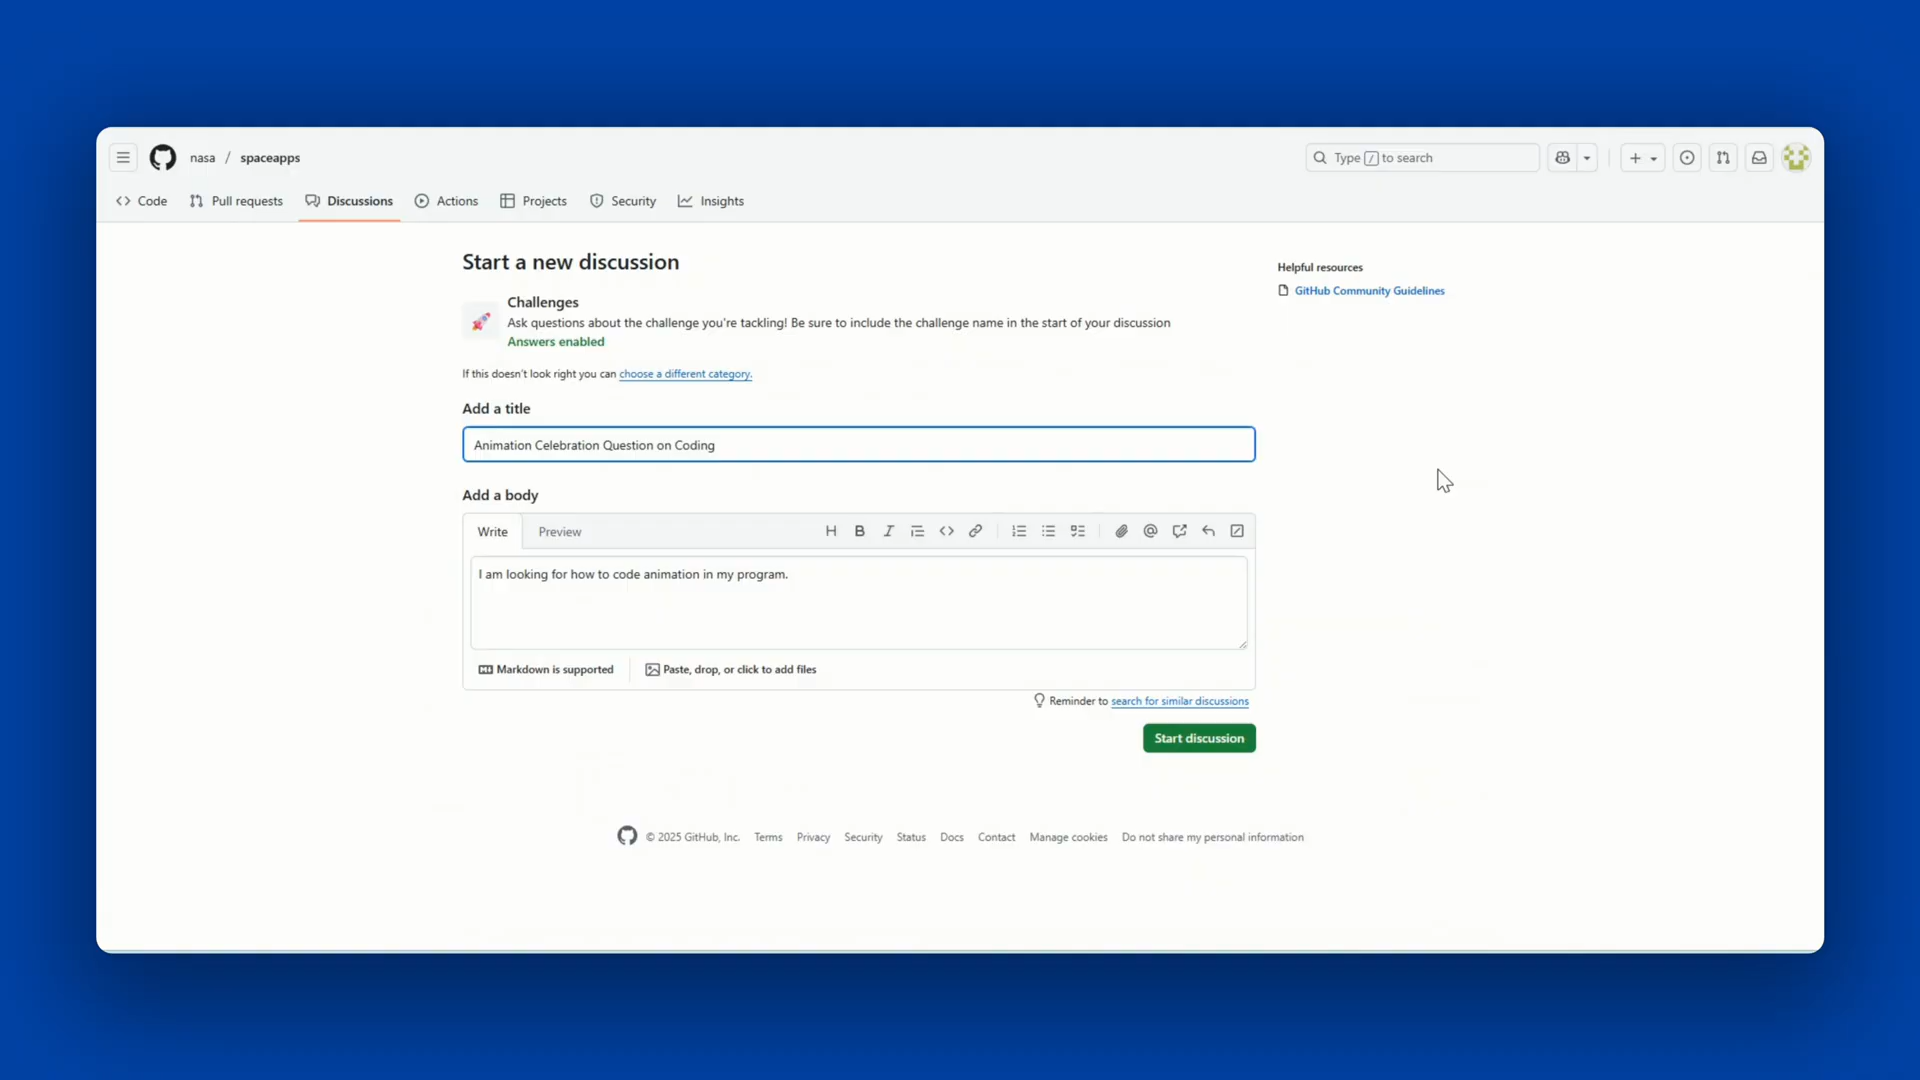 nasa / spaceapps
Type / to search
Code
Pull requests
Discussions
Actions
Projects
Security
Insights
Start a new discussion
Helpful resources
GitHub Community Guidelines
Challenges
Ask questions about the challenge you're tackling! Be sure to include the challenge name in the start of your discussion
Answers enabled
If this doesn't look right you can choose a different category.
Add a title
Animation Celebration Question on Coding
Add a body
Write
Preview
I am looking for how to code animation in my program.
Markdown is supported
Paste, drop, or click to add files
Reminder to search for similar discussions
Start discussion
© 2025 GitHub, Inc.
Terms
Privacy
Security
Status
Docs
Contact
Manage cookies
Do not share my personal information